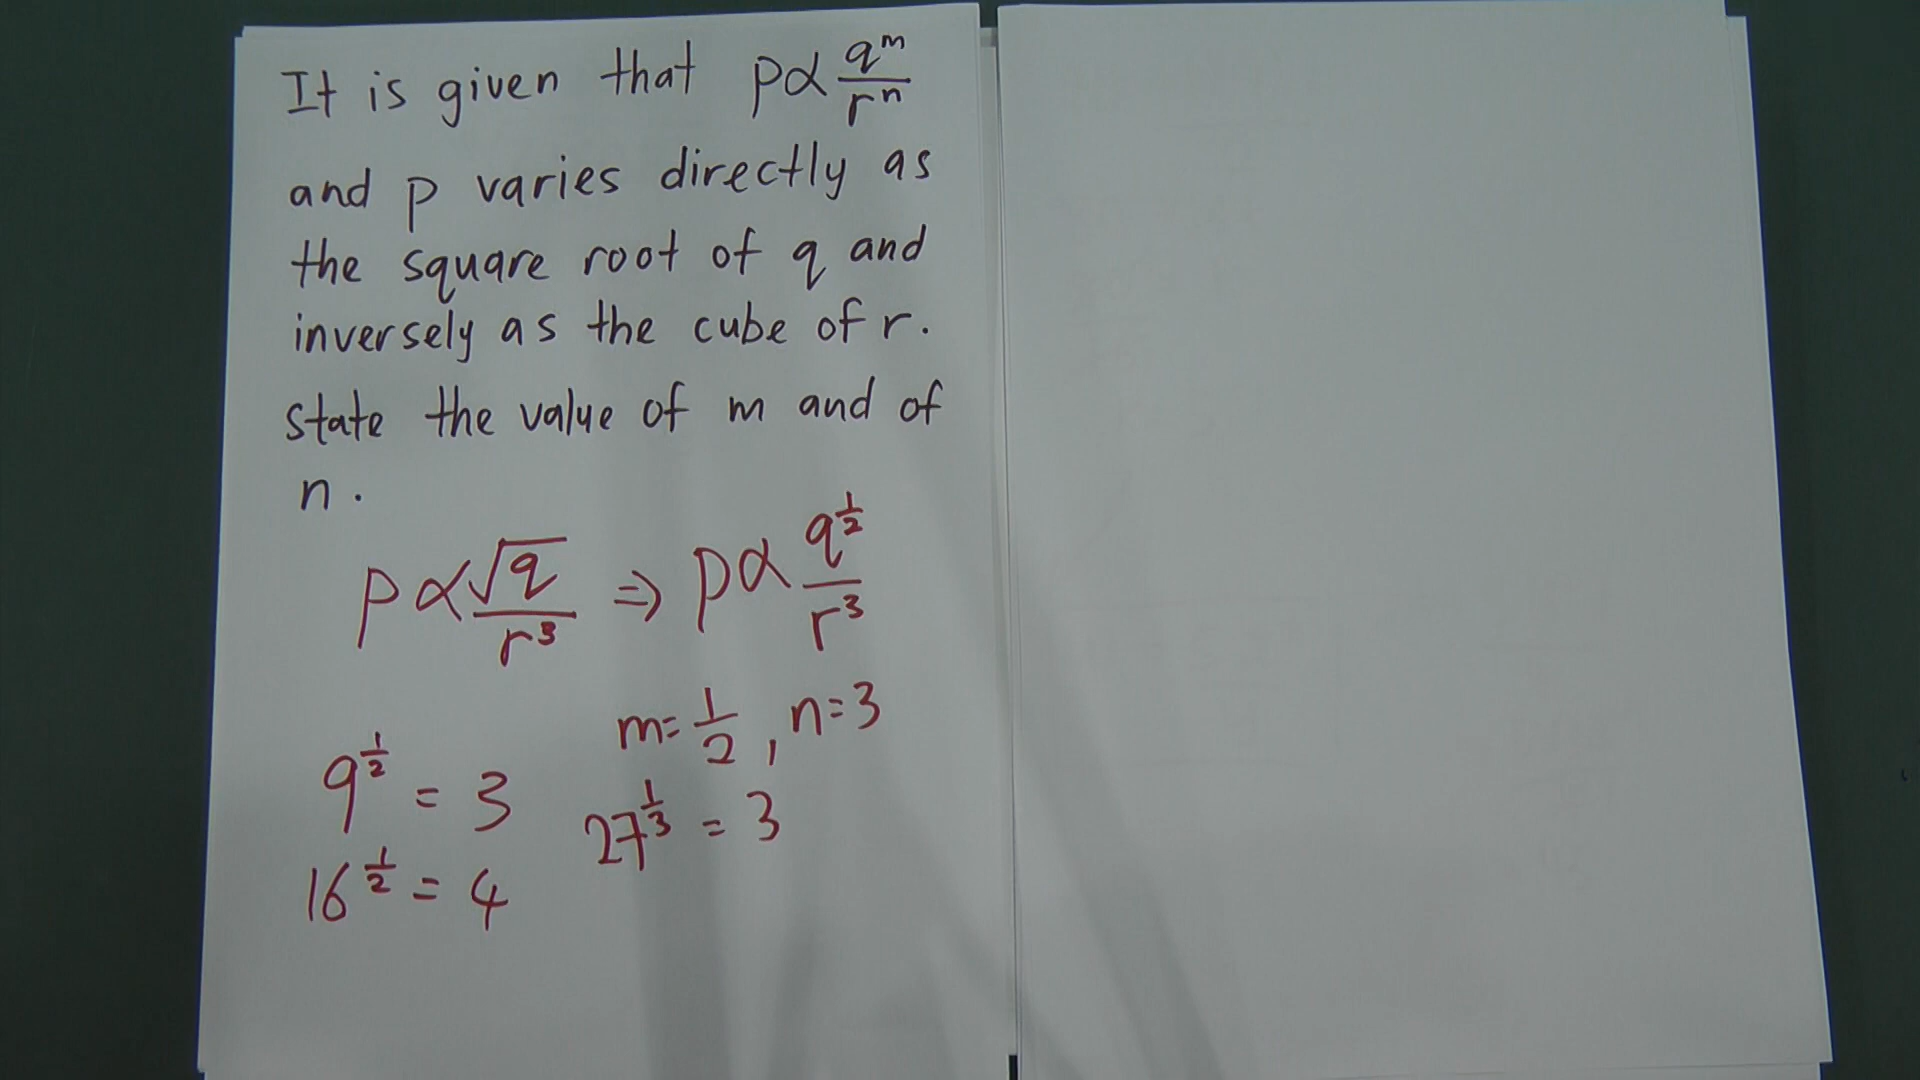 It is given that p∝ q^m/r^n
and p varies directly as
the square root of q and
inversely as the cube of r.
state the value of m and of
n.
p∝ √q/r³ ⇒ p∝ q^½/r³
m=1/2, n=3
9^½ = 3
27^⅓ = 3
16^½ = 4